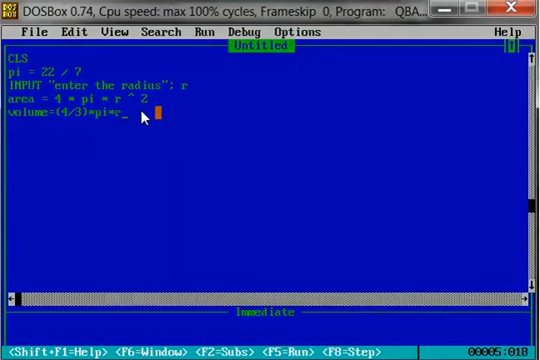 DOSBox 0.74, Cpu speed: max 100% cycles, Frameskip 0, Program: QBA...
File Edit View Search Run Debug Options Help
Untitled
CLS
pi = 22 / 7
INPUT "enter the radius"; r
area = 4 * pi * r ^ 2
volume=(4/3)*pi*r_
Immediate
<Shift+F1=Help> <F6=Window> <F2=Subs> <F5=Run> <F8=Step> 00005:018